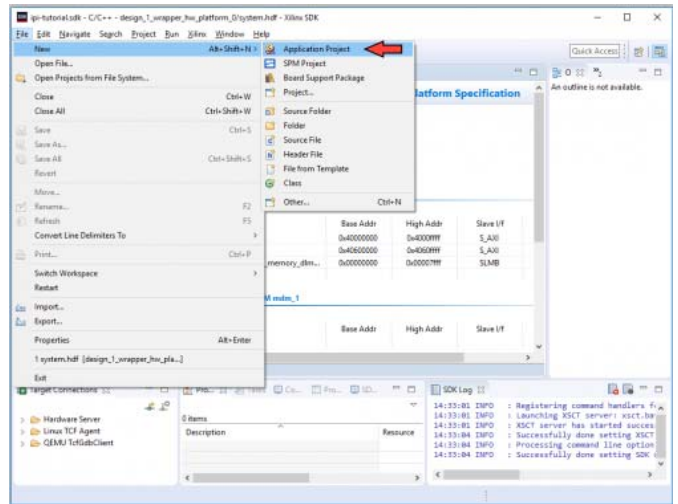 ipi-tutorial.sdk - C/C++ - design_1_wrapper_hw_platform_0/system.hdf - Xilinx SDK
File Edit Navigate Search Project Run Xilinx Window Help
New Alt+Shift+N >
Open File...
Open Projects from File System...
Close Ctrl+W
Close All Ctrl+Shift+W
Save Ctrl+S
Save As...
Save All Ctrl+Shift+S
Revert
Move...
Rename... F2
Refresh F5
Convert Line Delimiters To >
Print... Ctrl+P
Switch Workspace >
Restart
Import...
Export...
Properties Alt+Enter
1 system.hdf [design_1_wrapper_hw_pla...]
Exit
Application Project
SPM Project
Board Support Package
Project...
Source Folder
Folder
Source File
Header File
File from Template
Class
Other... Ctrl+N
Quick Access
latform Specification
An outline is not available.
Base Addr High Addr Slave I/f
0x40000000 0x4000ffff S_AXI
0x40600000 0x4060ffff S_AXI
_memory_dlm... 0x00000000 0x00007fff SLMB
M mdm_1
Base Addr High Addr Slave I/f
Target Connections
Hardware Server
Linux TCF Agent
QEMU TcfGdbClient
0 items
Description Resource
SDK Log
14:33:01 INFO : Registering command handlers f
14:33:01 INFO : Launching XSCT server: xsct.ba
14:33:01 INFO : XSCT server has started succes
14:33:04 INFO : Successfully done setting XSCT
14:33:04 INFO : Processing command line option
14:33:04 INFO : Successfully done setting SDK